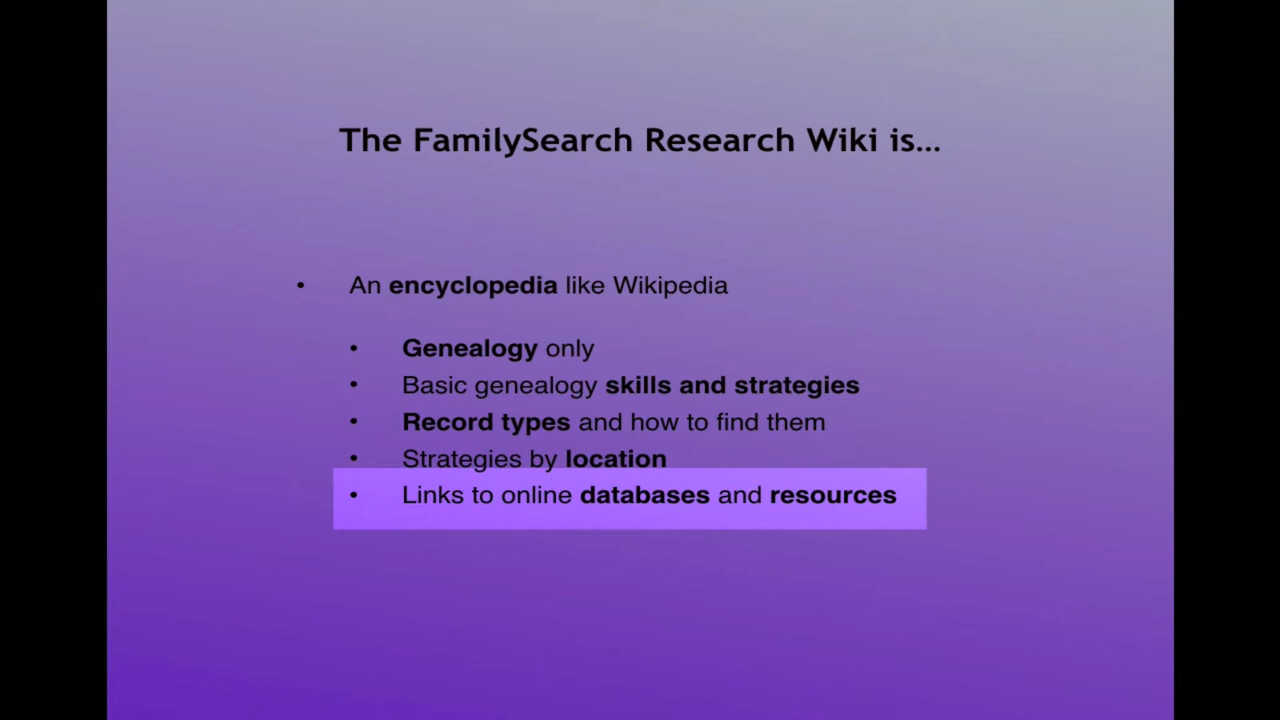 The FamilySearch Research Wiki is...
• An encyclopedia like Wikipedia
• Genealogy only
• Basic genealogy skills and strategies
• Record types and how to find them
• Strategies by location
• Links to online databases and resources